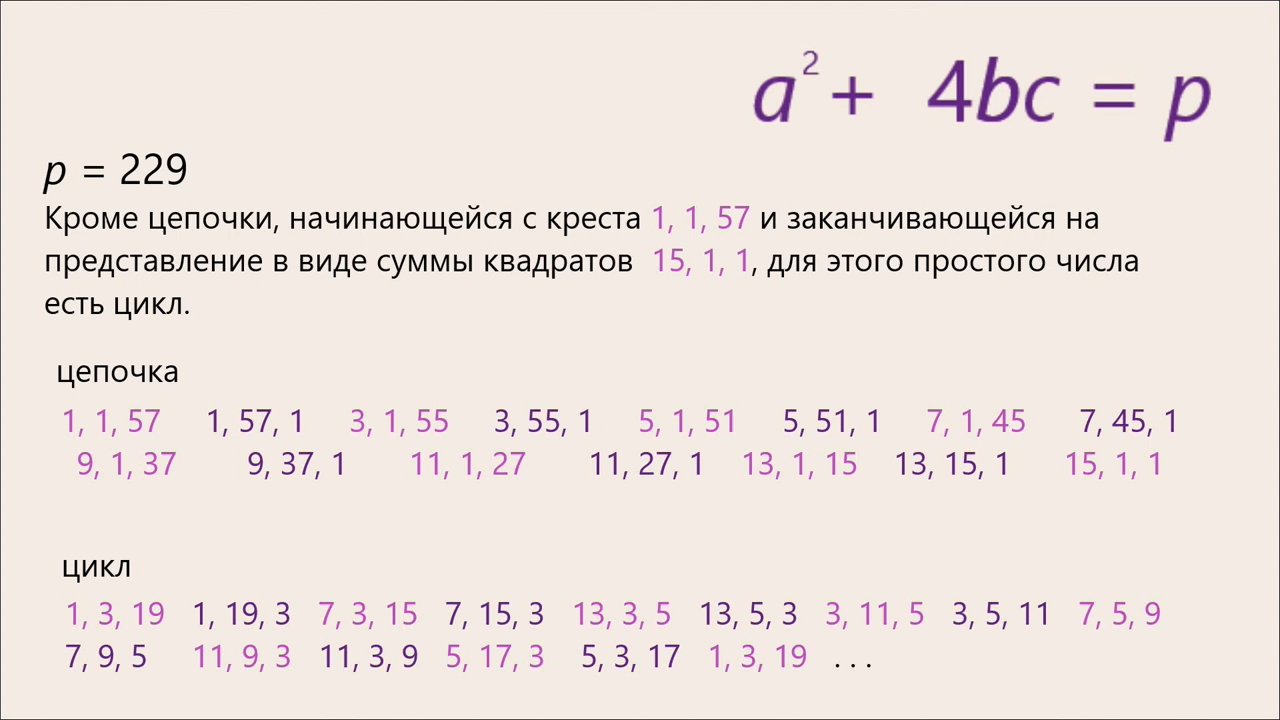 a² + 4bc = p
p = 229
Кроме цепочки, начинающейся с креста 1, 1, 57 и заканчивающейся на
представление в виде суммы квадратов 15, 1, 1, для этого простого числа
есть цикл.
цепочка
1, 1, 57 1, 57, 1 3, 1, 55 3, 55, 1 5, 1, 51 5, 51, 1 7, 1, 45 7, 45, 1
9, 1, 37 9, 37, 1 11, 1, 27 11, 27, 1 13, 1, 15 13, 15, 1 15, 1, 1
цикл
1, 3, 19 1, 19, 3 7, 3, 15 7, 15, 3 13, 3, 5 13, 5, 3 3, 11, 5 3, 5, 11 7, 5, 9
7, 9, 5 11, 9, 3 11, 3, 9 5, 17, 3 5, 3, 17 1, 3, 19 . . .